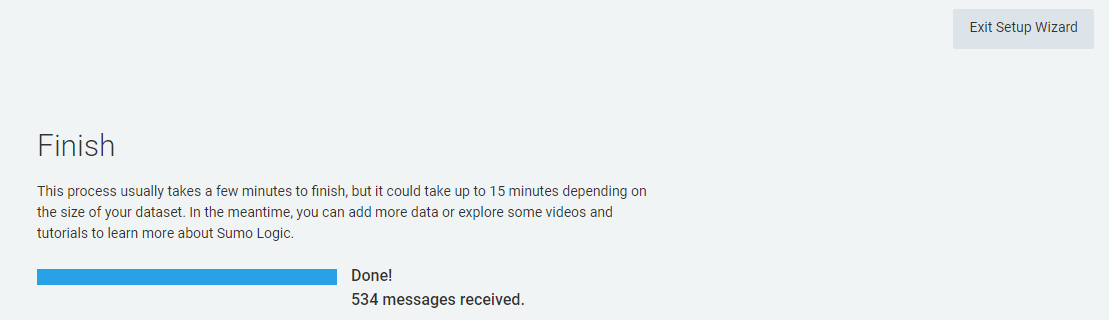 Exit Setup Wizard
Finish
This process usually takes a few minutes to finish, but it could take up to 15 minutes depending on
the size of your dataset. In the meantime, you can add more data or explore some videos and
tutorials to learn more about Sumo Logic.
Done!
534 messages received.